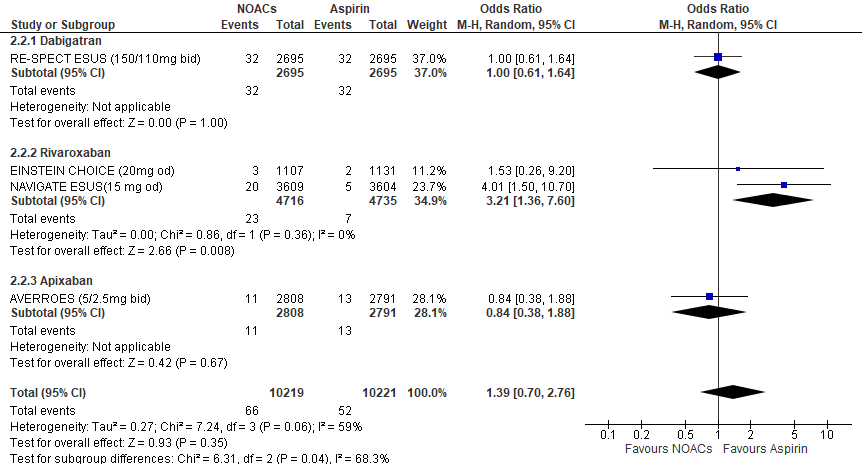 NOACs Aspirin Odds Ratio Odds Ratio
Study or Subgroup Events Total Events Total Weight M-H, Random, 95% CI M-H, Random, 95% CI
2.2.1 Dabigatran
RE-SPECT ESUS (150/110mg bid) 32 2695 32 2695 37.0% 1.00 [0.61, 1.64]
Subtotal (95% CI) 2695 2695 37.0% 1.00 [0.61, 1.64]
Total events 32 32
Heterogeneity: Not applicable
Test for overall effect: Z = 0.00 (P = 1.00)
2.2.2 Rivaroxaban
EINSTEIN CHOICE (20mg od) 3 1107 2 1131 11.2% 1.53 [0.26, 9.20]
NAVIGATE ESUS(15 mg od) 20 3609 5 3604 23.7% 4.01 [1.50, 10.70]
Subtotal (95% CI) 4716 4735 34.9% 3.21 [1.36, 7.60]
Total events 23 7
Heterogeneity: Tau² = 0.00; Chi² = 0.86, df = 1 (P = 0.36); I² = 0%
Test for overall effect: Z = 2.66 (P = 0.008)
2.2.3 Apixaban
AVERROES (5/2.5mg bid) 11 2808 13 2791 28.1% 0.84 [0.38, 1.88]
Subtotal (95% CI) 2808 2791 28.1% 0.84 [0.38, 1.88]
Total events 11 13
Heterogeneity: Not applicable
Test for overall effect: Z = 0.42 (P = 0.67)
Total (95% CI) 10219 10221 100.0% 1.39 [0.70, 2.76]
Total events 66 52
Heterogeneity: Tau² = 0.27; Chi² = 7.24, df = 3 (P = 0.06); I² = 59%
Test for overall effect: Z = 0.93 (P = 0.35)
Test for subgroup differences: Chi² = 6.31, df = 2 (P = 0.04), I² = 68.3%
0.1 0.2 0.5 1 2 5 10
Favours NOACs Favours Aspirin